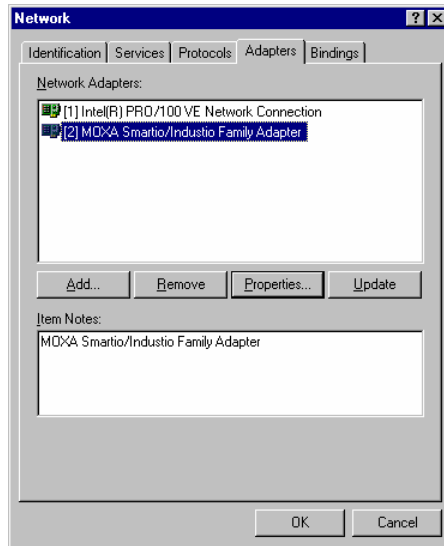 Network
Identification Services Protocols Adapters Bindings
Network Adapters:
[1] Intel(R) PRO/100 VE Network Connection
[2] MOXA Smartio/Industio Family Adapter
Add... Remove Properties... Update
Item Notes:
MOXA Smartio/Industio Family Adapter
OK Cancel